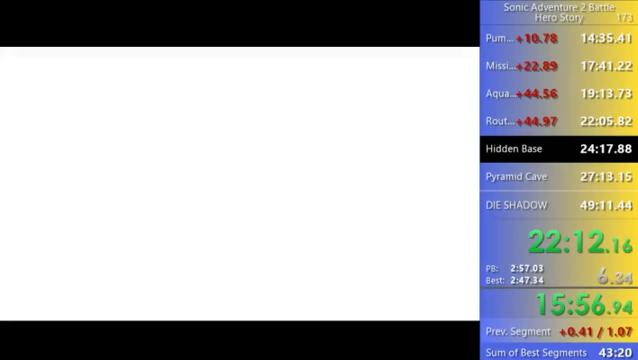 Sonic Adventure 2 Battle
Hero Story 173
Pum... +10.78 14:35.41
Missi... +22.89 17:41.22
Aqua... +44.56 19:13.73
Rout... +44.97 22:05.82
Hidden Base 24:17.88
Pyramid Cave 27:13.15
DIE SHADOW 49:11.44
22:12.16
PB: 2:57.03
Best: 2:47.34 6.34
15:56.94
Prev. Segment +0.41 / 1.07
Sum of Best Segments 43:20